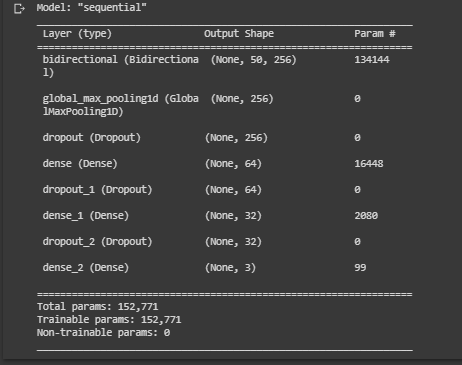 Model: "sequential"
Layer (type) Output Shape Param #
bidirectional (Bidirectiona (None, 50, 256) 134144
l)
global_max_pooling1d (Globa (None, 256) 0
lMaxPooling1D)
dropout (Dropout) (None, 256) 0
dense (Dense) (None, 64) 16448
dropout_1 (Dropout) (None, 64) 0
dense_1 (Dense) (None, 32) 2080
dropout_2 (Dropout) (None, 32) 0
dense_2 (Dense) (None, 3) 99
Total params: 152,771
Trainable params: 152,771
Non-trainable params: 0